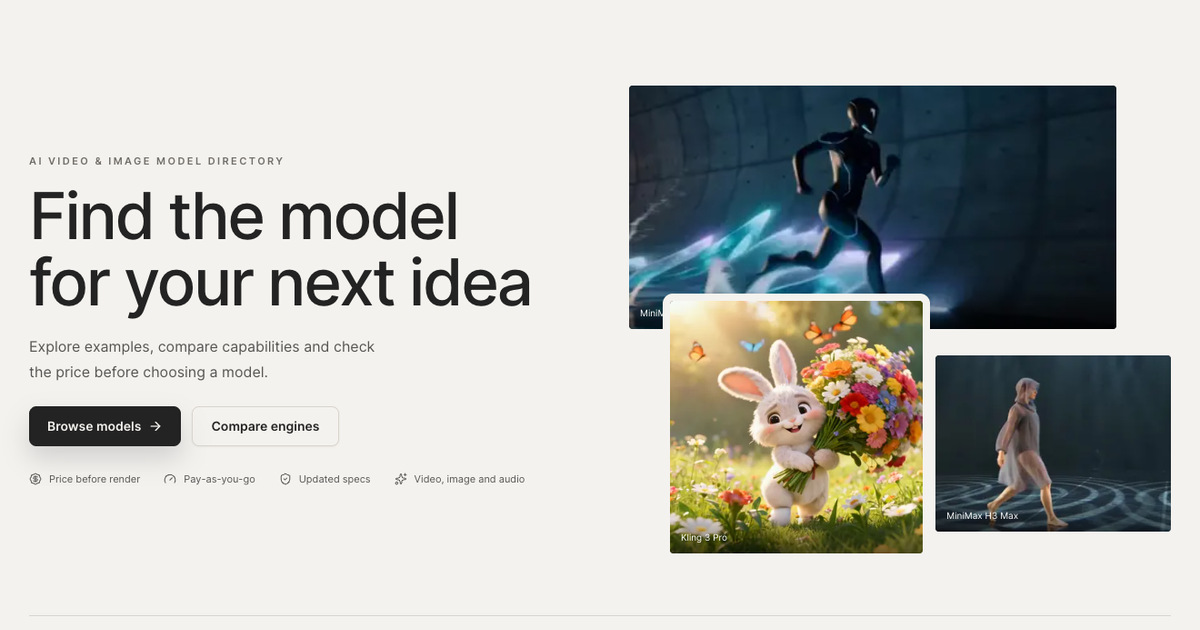 AI VIDEO & IMAGE MODEL DIRECTORY
Find the model
for your next idea
Explore examples, compare capabilities and check
the price before choosing a model.
Browse models
Compare engines
Price before render
Pay-as-you-go
Updated specs
Video, image and audio
Kling 3 Pro
MiniMax H3 Max